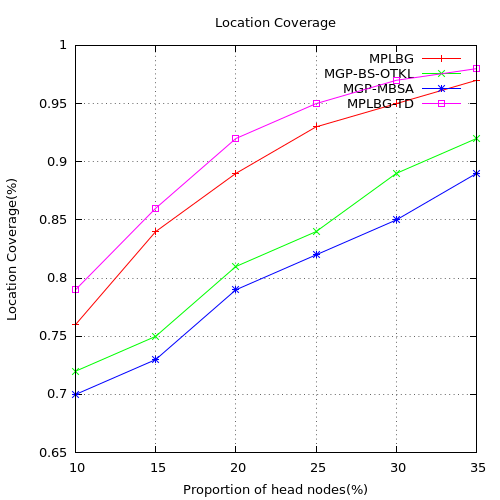 Location Coverage
1
0.95
0.9
0.85
0.8
0.75
0.7
0.65
10
15
20
25
30
35
Location Coverage(%)
Proportion of head nodes(%)
MPLBG
MGP-BS-OTKL
MGP-MBSA
MPLBG-TD